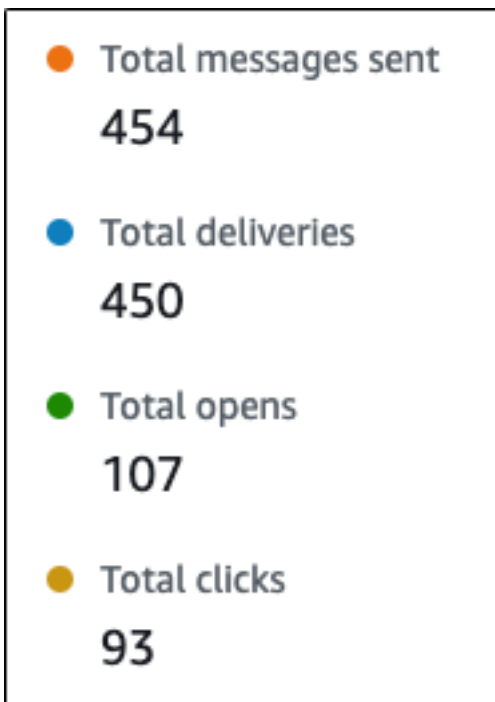 Total messages sent
454
Total deliveries
450
Total opens
107
Total clicks
93